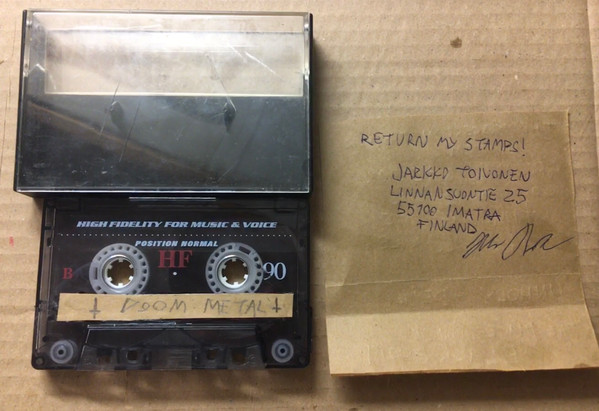 HIGH FIDELITY FOR MUSIC & VOICE
POSITION NORMAL
B HF 90
DOOM METAL
RETURN MY STAMPS!
JARKKO TOIVONEN
LINNANSUONTIE 25
55700 IMATRA
FINLAND